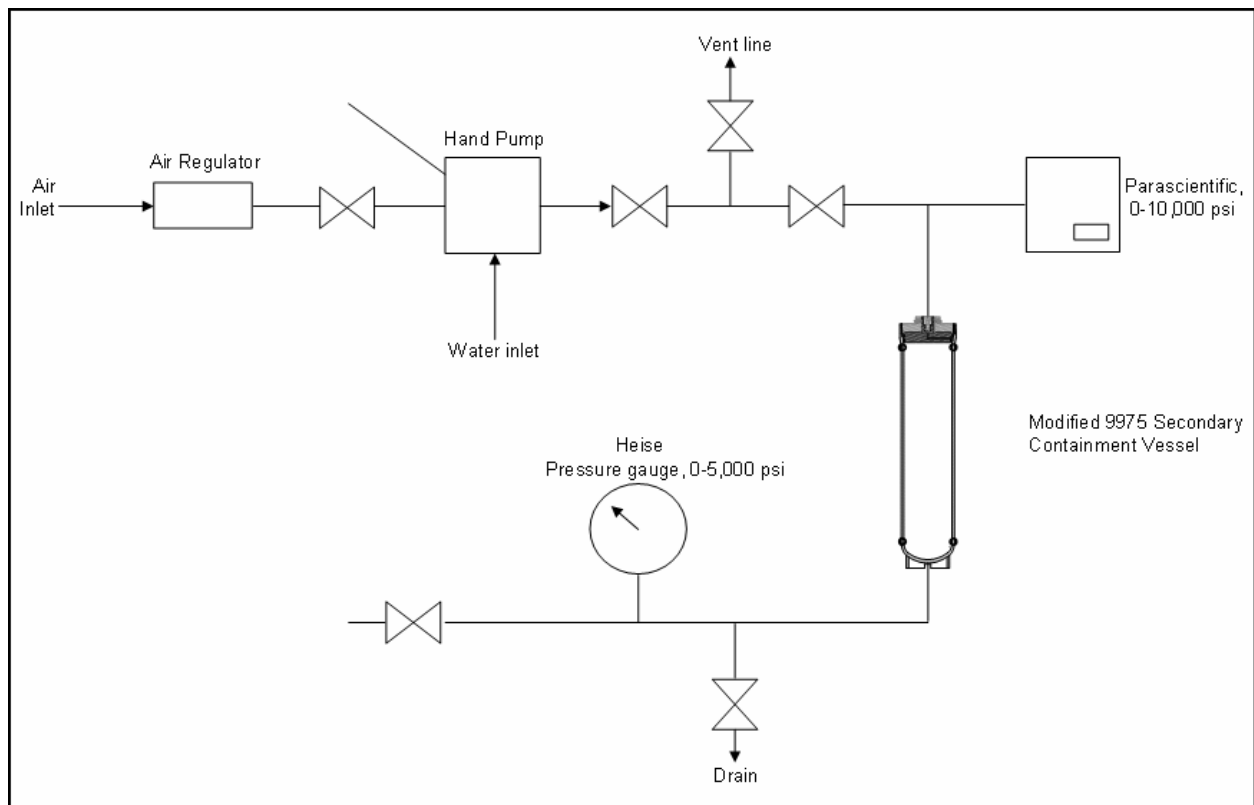 Vent line
Hand Pump
Air Regulator
Air
Inlet
Parascientific,
0-10,000 psi
Water inlet
Modified 9975 Secondary
Containment Vessel
Heise
Pressure gauge, 0-5,000 psi
Drain